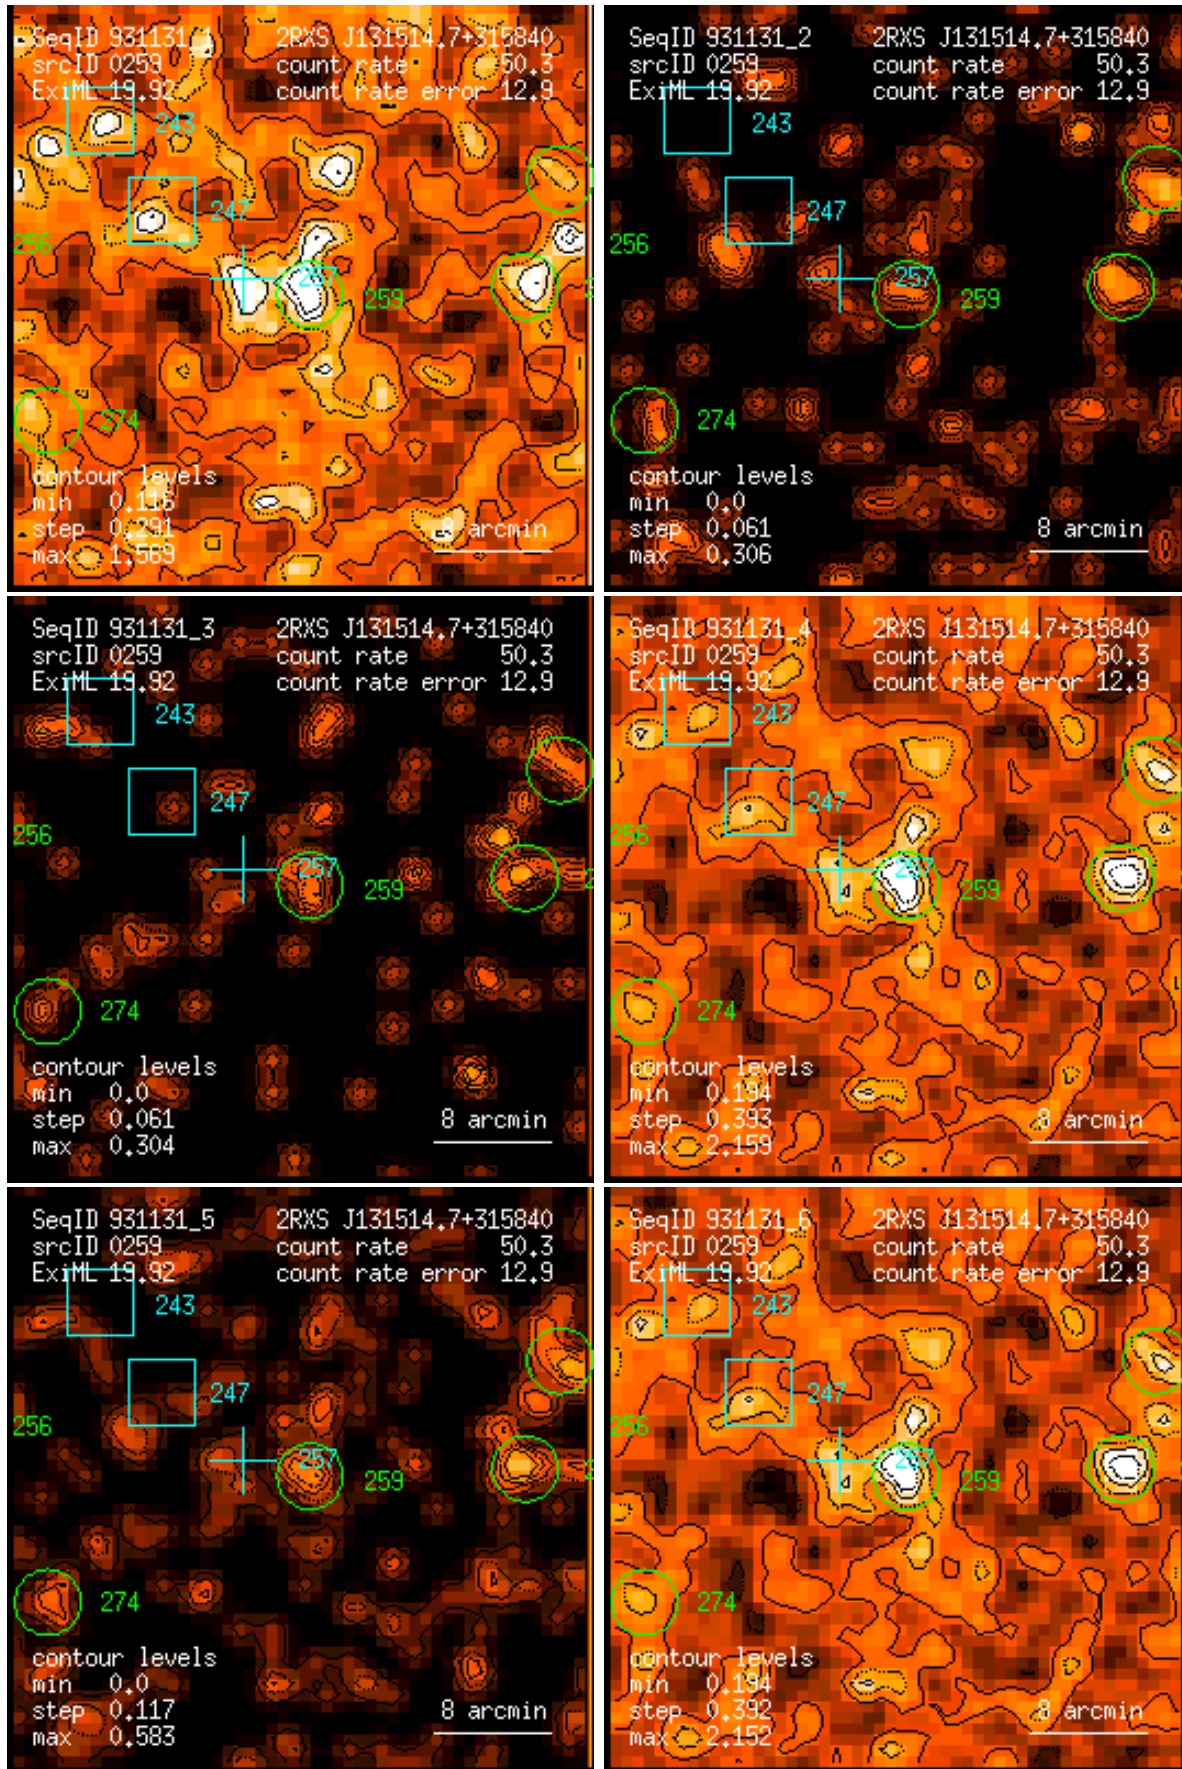 SeqID 931131_1 2RXS J131514.7+315840
srcID 0259 count rate 50.3
ExiML 19.92 count rate error 12.9
243
247
256
257
259
274
contour levels
min 0.116
step 0.291
max 1.569
8 arcmin
SeqID 931131_2 2RXS J131514.7+315840
srcID 0259 count rate 50.3
ExiML 19.92 count rate error 12.9
243
247
256
257
259
274
contour levels
min 0.0
step 0.061
max 0.306
8 arcmin
SeqID 931131_3 2RXS J131514.7+315840
srcID 0259 count rate 50.3
ExiML 19.92 count rate error 12.9
243
247
256
257
259
274
contour levels
min 0.0
step 0.061
max 0.304
8 arcmin
SeqID 931131_4 2RXS J131514.7+315840
srcID 0259 count rate 50.3
ExiML 19.92 count rate error 12.9
243
247
256
257
259
274
contour levels
min 0.194
step 0.393
max 2.159
8 arcmin
SeqID 931131_5 2RXS J131514.7+315840
srcID 0259 count rate 50.3
ExiML 19.92 count rate error 12.9
243
247
256
257
259
274
contour levels
min 0.0
step 0.117
max 0.583
8 arcmin
SeqID 931131_6 2RXS J131514.7+315840
srcID 0259 count rate 50.3
ExiML 19.92 count rate error 12.9
243
247
256
257
259
274
contour levels
min 0.194
step 0.392
max 2.152
8 arcmin